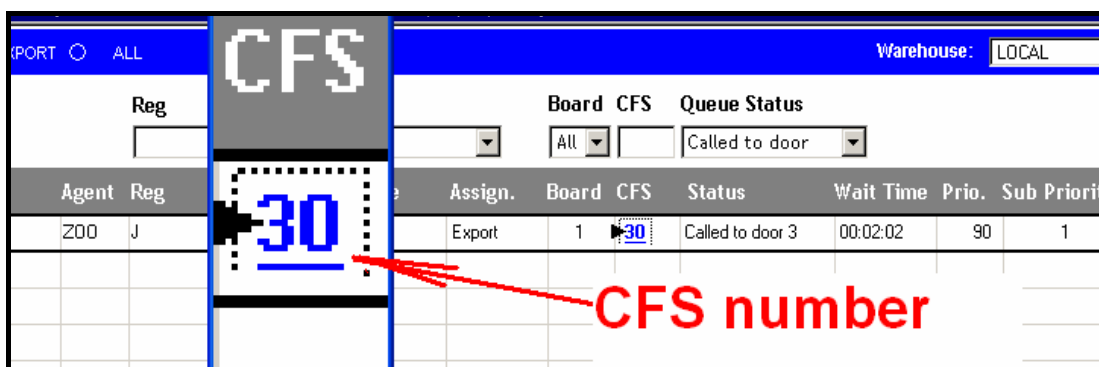 XPORT ALL Warehouse: LOCAL
CFS
Reg Board CFS Queue Status
All Called to door
Agent Reg e Assign. Board CFS Status Wait Time Prio. Sub Priorit
ZOO J Export 1 30 Called to door 3 00:02:02 90 1
30
CFS number